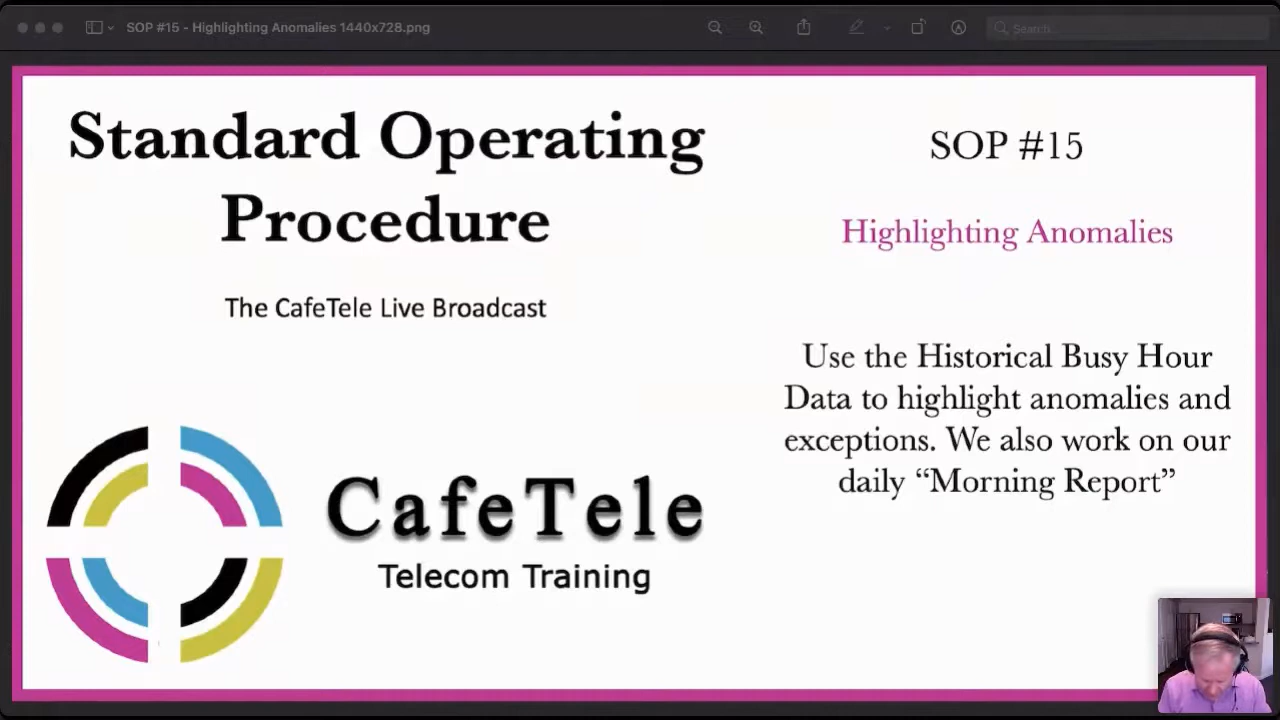 SOP #15 - Highlighting Anomalies 1440x728.png
Search
Standard Operating
Procedure
The CafeTele Live Broadcast
CafeTele
Telecom Training
SOP #15
Highlighting Anomalies
Use the Historical Busy Hour
Data to highlight anomalies and
exceptions. We also work on our
daily “Morning Report”